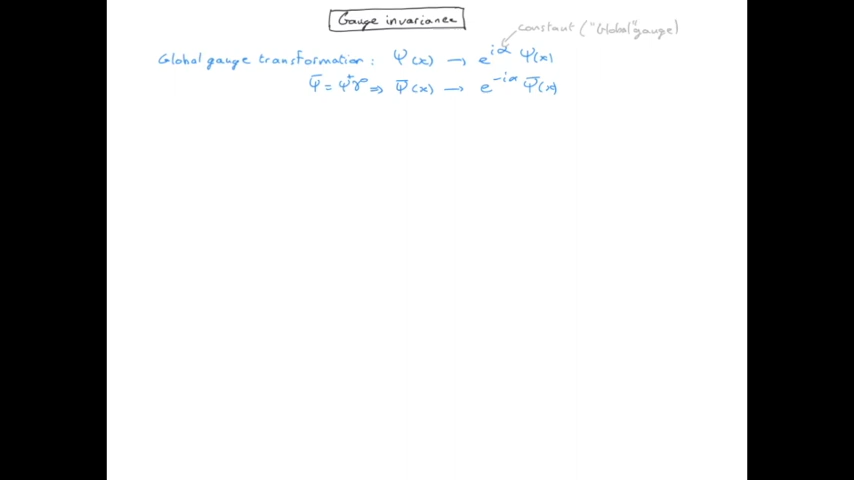 Gauge invariance
constant ("Global" gauge)
Global gauge transformation : Ψ(x) → e^{iα} Ψ(x)
Ψ̄ = Ψ†γ⁰ ⇒ Ψ̄(x) → e^{-iα} Ψ̄(x)